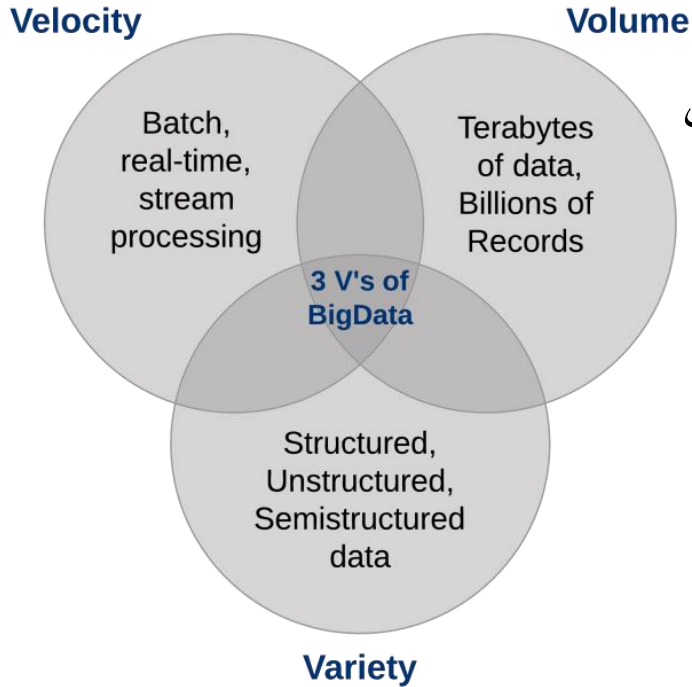 Velocity
Volume
Batch,
real-time,
stream
processing
Terabytes
of data,
Billions of
Records
3 V's of
BigData
Structured,
Unstructured,
Semistructured
data
Variety